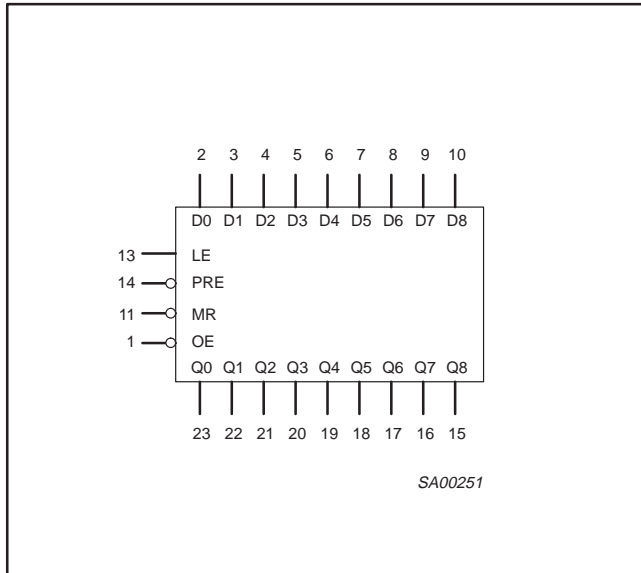 2 3 4 5 6 7 8 9 10
D0 D1 D2 D3 D4 D5 D6 D7 D8
13 LE
14 PRE
11 MR
1 OE
Q0 Q1 Q2 Q3 Q4 Q5 Q6 Q7 Q8
23 22 21 20 19 18 17 16 15
SA00251